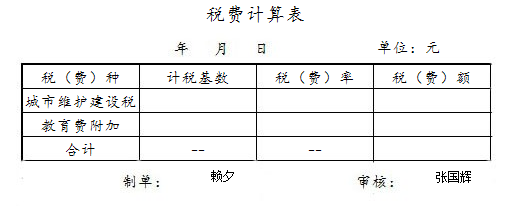 税费计算表
年 月 日 单位：元
税（费）种 计税基数 税（费）率 税（费）额
城市维护建设税
教育费附加
合计 -- --
制单： 赖夕 审核： 张国辉